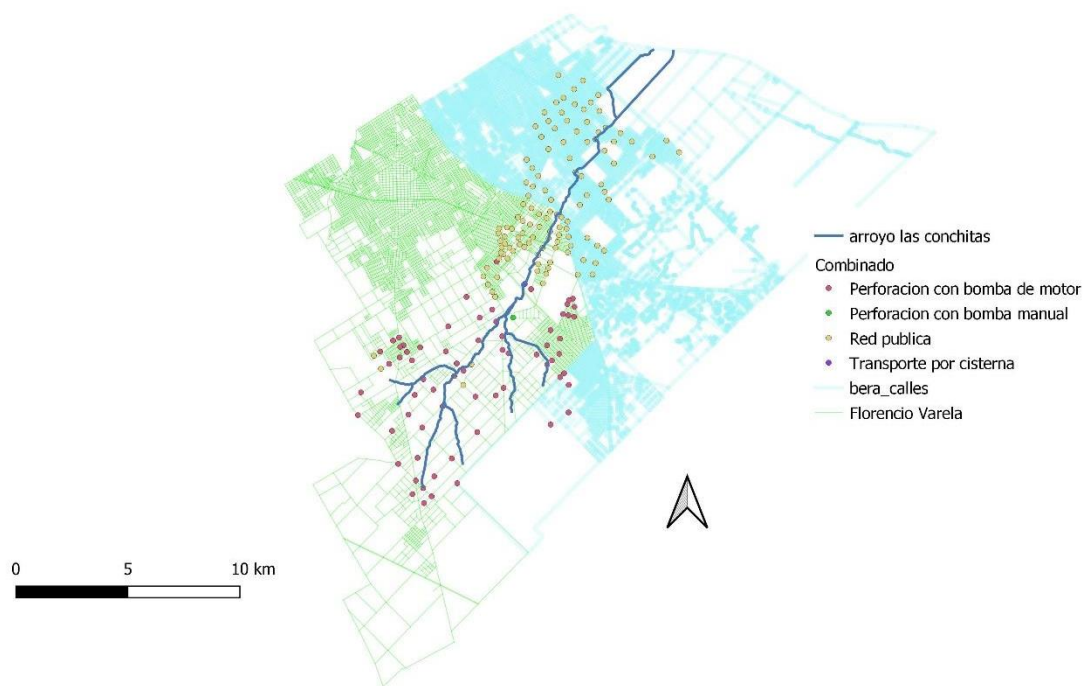 arroyo las conchitas
Combinado
Perforacion con bomba de motor
Perforacion con bomba manual
Red publica
Transporte por cisterna
bera_calles
Florencio Varela
0 5 10 km